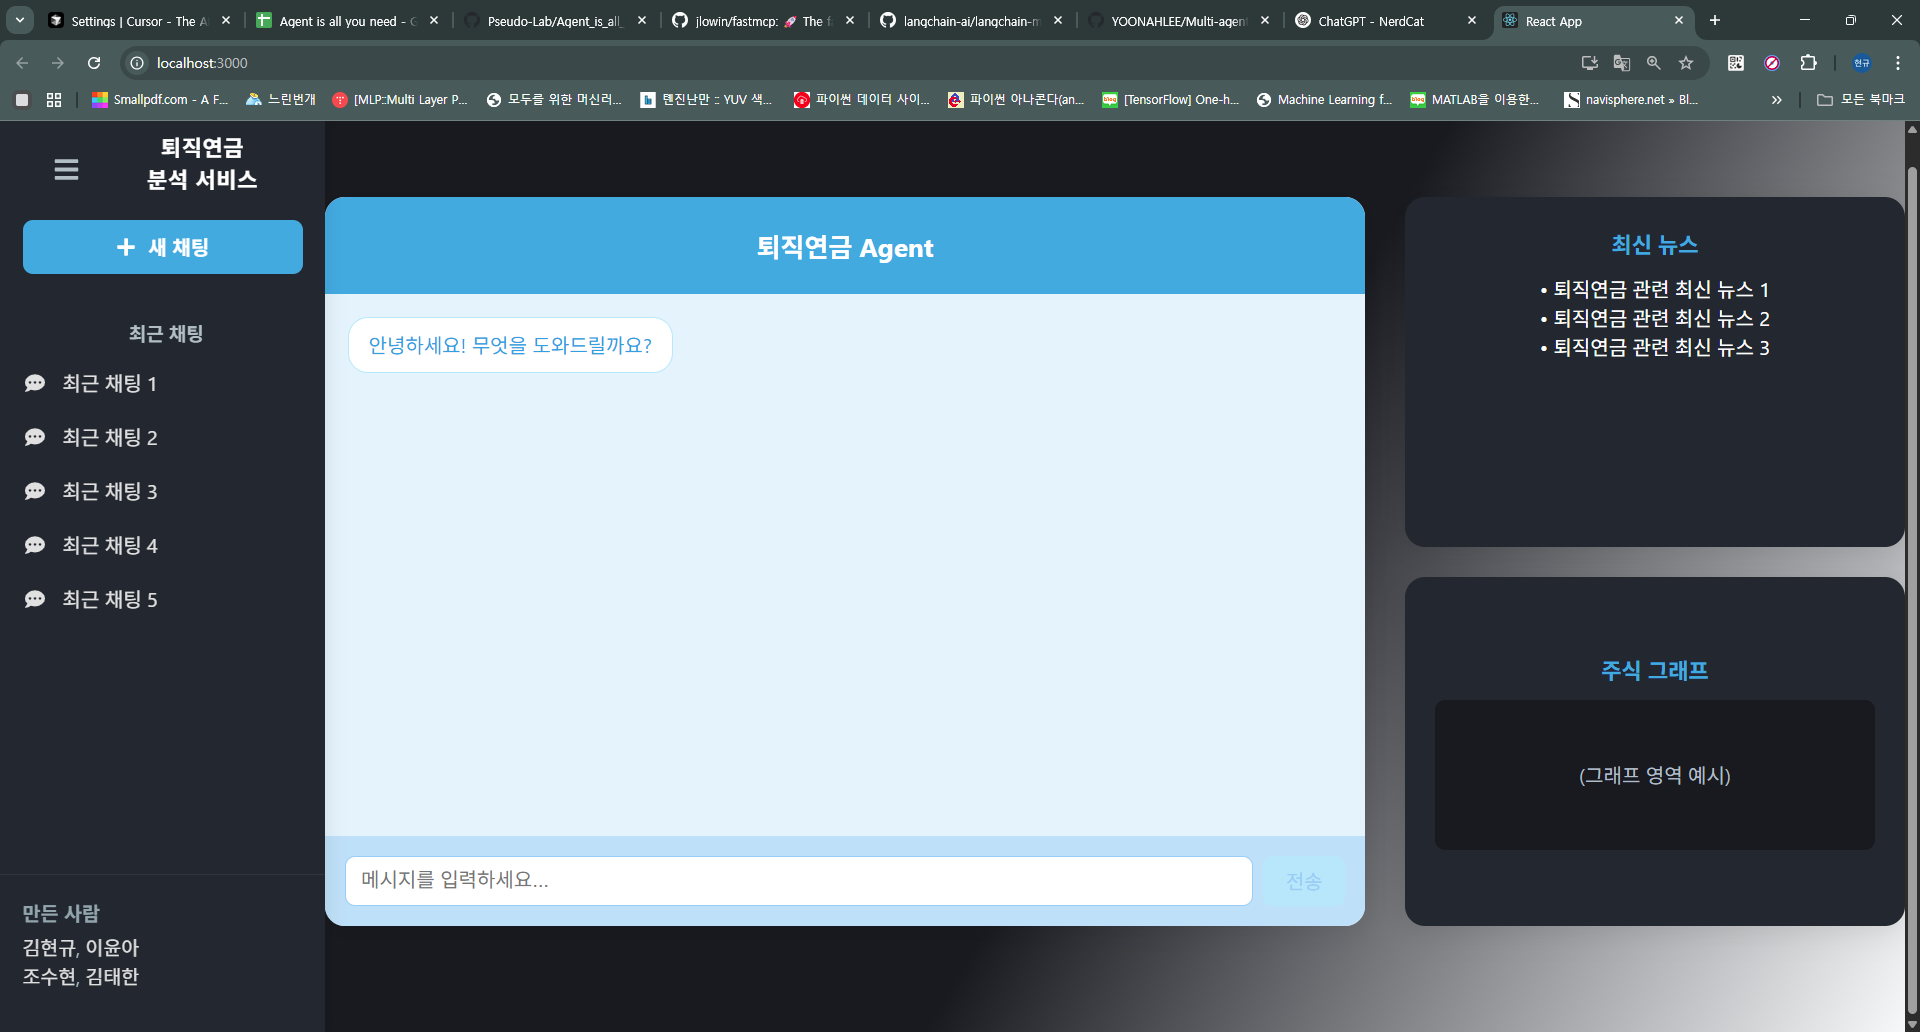 Settings | Cursor - The A
Agent is all you need - G
Pseudo-Lab/Agent_is_all_
jlowin/fastmcp: 🚀 The f
langchain-ai/langchain-m
YOONAHLEE/Multi-agent
ChatGPT - NerdCat
React App
localhost:3000
현규
Smallpdf.com - A F...
느린번개
[MLP::Multi Layer P...
모두를 위한 머신러...
텐진난만 :: YUV 색...
파이썬 데이터 사이...
파이썬 아나콘다(an...
[TensorFlow] One-h...
Machine Learning f...
MATLAB을 이용한...
navisphere.net » Bl...
모든 북마크
퇴직연금
분석 서비스
새 채팅
최근 채팅
최근 채팅 1
최근 채팅 2
최근 채팅 3
최근 채팅 4
최근 채팅 5
만든 사람
김현규, 이윤아
조수현, 김태한
퇴직연금 Agent
안녕하세요! 무엇을 도와드릴까요?
메시지를 입력하세요...
전송
최신 뉴스
• 퇴직연금 관련 최신 뉴스 1
• 퇴직연금 관련 최신 뉴스 2
• 퇴직연금 관련 최신 뉴스 3
주식 그래프
(그래프 영역 예시)